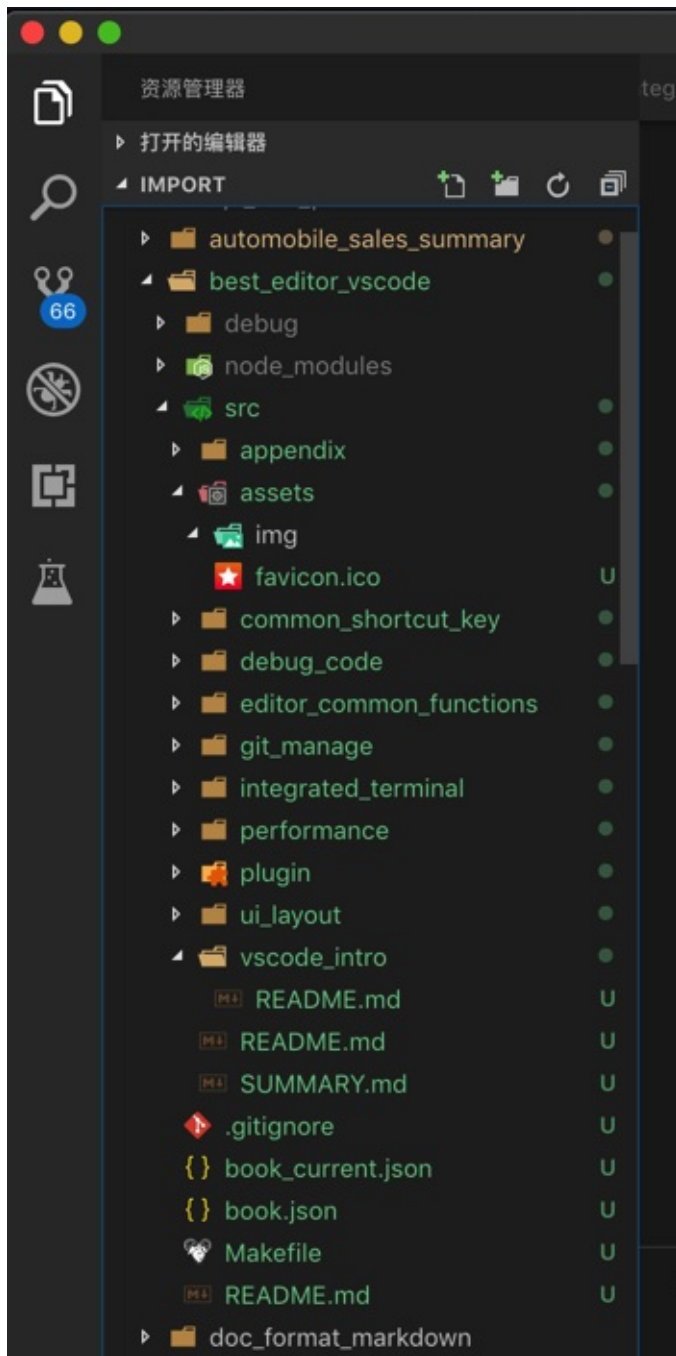 资源管理器
teg
打开的编辑器
IMPORT
automobile_sales_summary
best_editor_vscode
66
debug
node_modules
src
appendix
assets
img
favicon.ico U
common_shortcut_key
debug_code
editor_common_functions
git_manage
integrated_terminal
performance
plugin
ui_layout
vscode_intro
README.md U
README.md U
SUMMARY.md U
.gitignore U
{ } book_current.json U
{ } book.json U
Makefile U
README.md U
doc_format_markdown